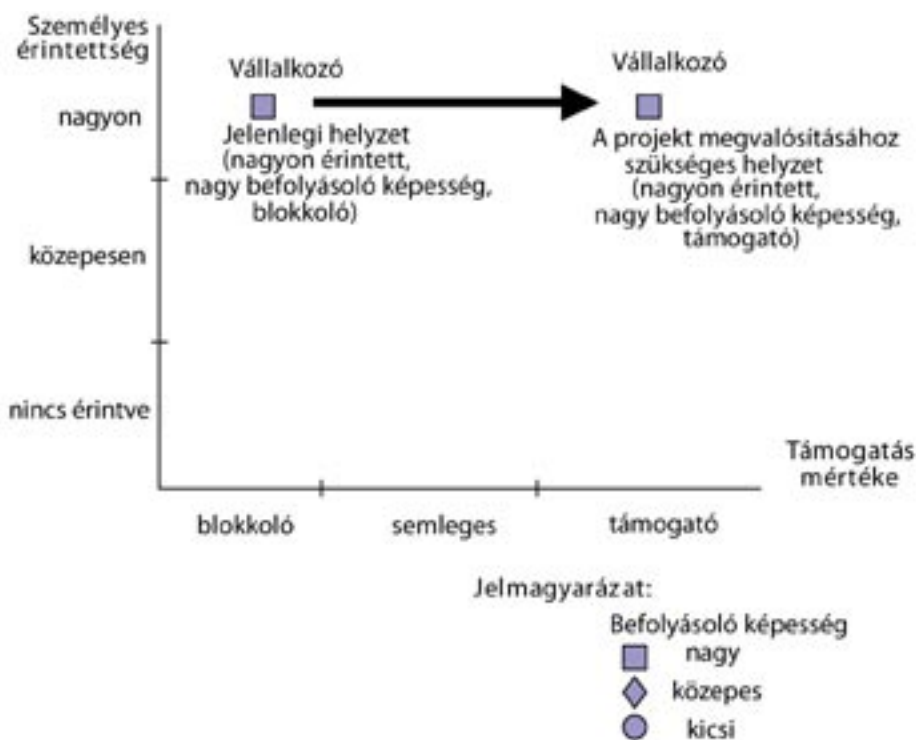 Személyes
érintettség
nagyon
közepesen
nincs érintve
Vállalkozó
Jelenlegi helyzet
(nagyon érintett,
nagy befolyásoló képesség,
blokkoló)
Vállalkozó
A projekt megvalósításához
szükséges helyzet
(nagyon érintett,
nagy befolyásoló képesség,
támogató)
Támogatás
mértéke
blokkoló
semleges
támogató
Jelmagyarázat:
Befolyásoló képesség
nagy
közepes
kicsi